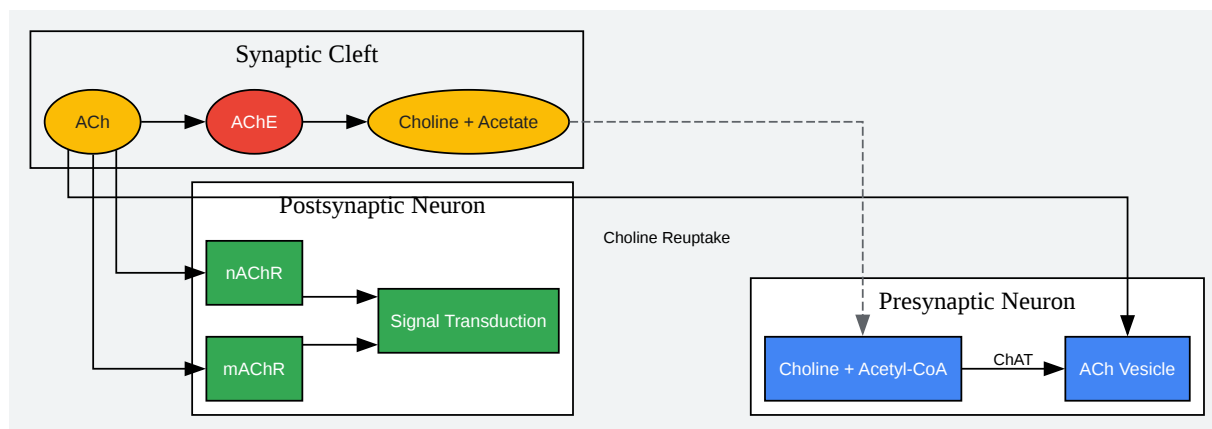 Synaptic Cleft
ACh
AChE
Choline + Acetate
Postsynaptic Neuron
nAChR
Signal Transduction
mAChR
Choline Reuptake
Presynaptic Neuron
Choline + Acetyl-CoA
ChAT
ACh Vesicle